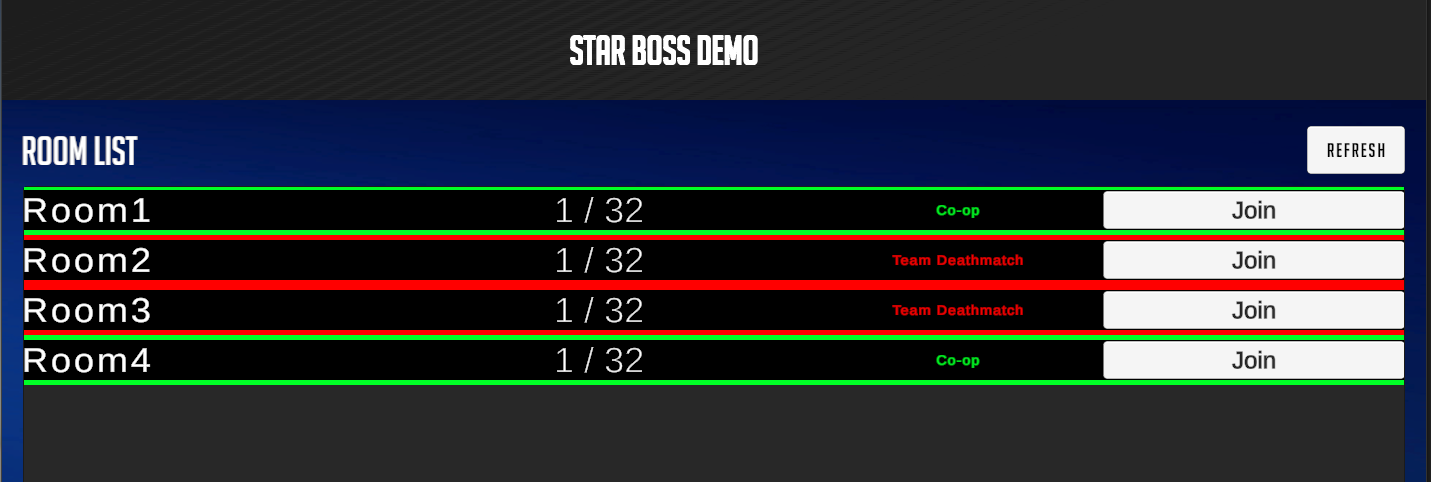 STAR BOSS DEMO
ROOM LIST REFRESH
Room1 1 / 32 Co-op Join
Room2 1 / 32 Team Deathmatch Join
Room3 1 / 32 Team Deathmatch Join
Room4 1 / 32 Co-op Join